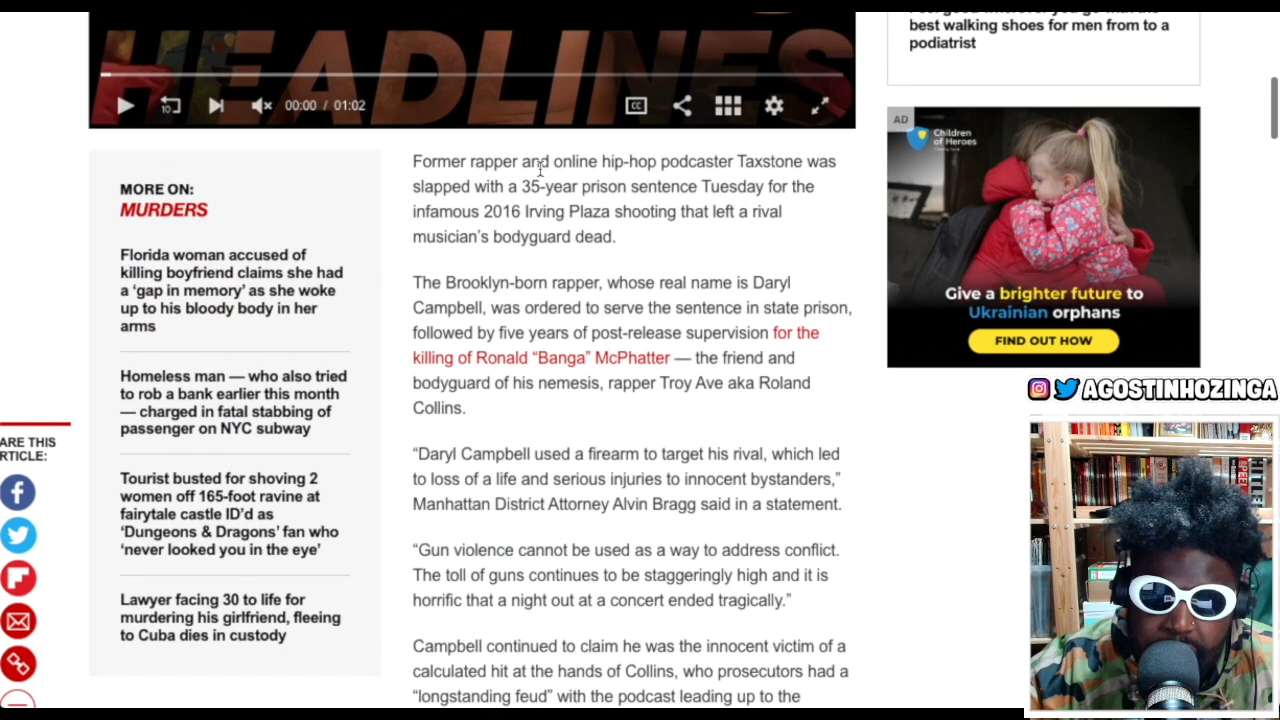 HEADLINES
10
00:00 / 01:02
CC
MORE ON:
MURDERS
Florida woman accused of
killing boyfriend claims she had
a ‘gap in memory’ as she woke
up to his bloody body in her
arms
Homeless man — who also tried
to rob a bank earlier this month
— charged in fatal stabbing of
passenger on NYC subway
Tourist busted for shoving 2
women off 165-foot ravine at
fairytale castle ID’d as
‘Dungeons & Dragons’ fan who
‘never looked you in the eye’
Lawyer facing 30 to life for
murdering his girlfriend, fleeing
to Cuba dies in custody
ARE THIS
RTICLE:
Former rapper and online hip-hop podcaster Taxstone was
slapped with a 35-year prison sentence Tuesday for the
infamous 2016 Irving Plaza shooting that left a rival
musician’s bodyguard dead.
The Brooklyn-born rapper, whose real name is Daryl
Campbell, was ordered to serve the sentence in state prison,
followed by five years of post-release supervision for the
killing of Ronald “Banga” McPhatter — the friend and
bodyguard of his nemesis, rapper Troy Ave aka Roland
Collins.
“Daryl Campbell used a firearm to target his rival, which led
to loss of a life and serious injuries to innocent bystanders,”
Manhattan District Attorney Alvin Bragg said in a statement.
“Gun violence cannot be used as a way to address conflict.
The toll of guns continues to be staggeringly high and it is
horrific that a night out at a concert ended tragically.”
Campbell continued to claim he was the innocent victim of a
calculated hit at the hands of Collins, who prosecutors had a
“longstanding feud” with the podcast leading up to the
best walking shoes for men from to a
podiatrist
AD
Children
of Heroes
Give a brighter future to
Ukrainian orphans
FIND OUT HOW
AGOSTINHOZINGA